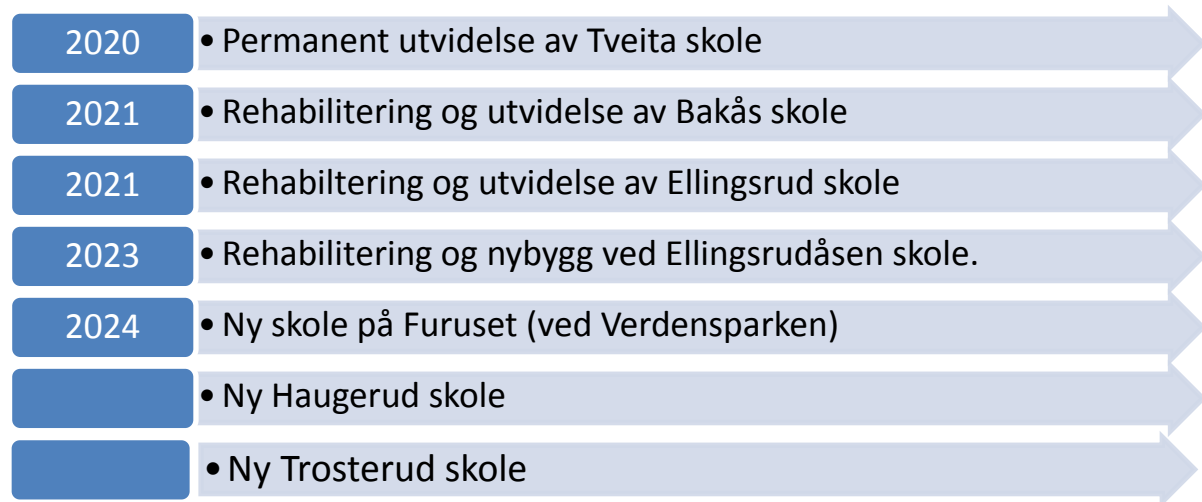 2020 • Permanent utvidelse av Tveita skole
2021 • Rehabilitering og utvidelse av Bakås skole
2021 • Rehabiltering og utvidelse av Ellingsrud skole
2023 • Rehabilitering og nybygg ved Ellingsrudåsen skole.
2024 • Ny skole på Furuset (ved Verdensparken)
• Ny Haugerud skole
• Ny Trosterud skole